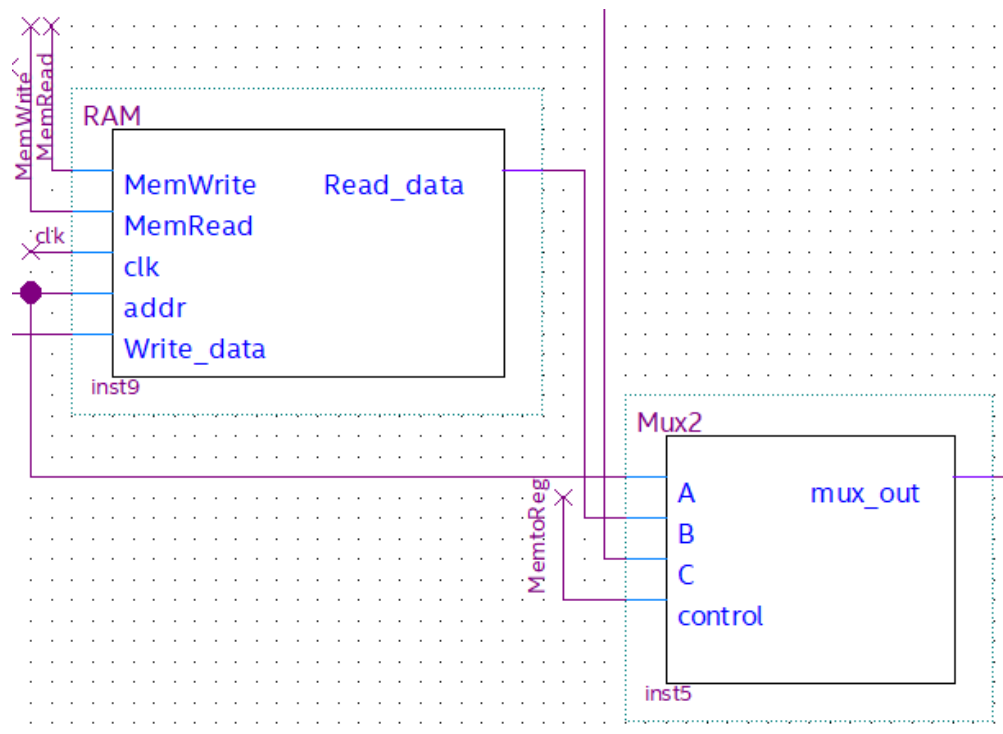 MemWrite
MemRead
RAM
MemWrite
Read_data
MemRead
clk
clk
addr
Write_data
inst9
Mux2
MemtoReg
A
mux_out
B
C
control
inst5